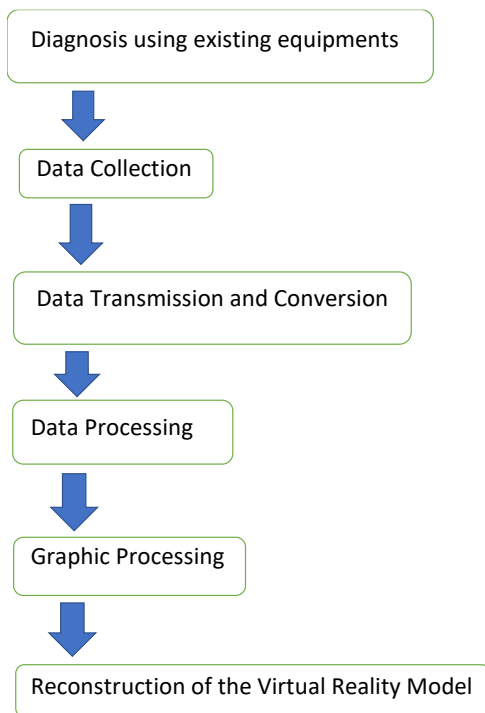 Diagnosis using existing equipments
Data Collection
Data Transmission and Conversion
Data Processing
Graphic Processing
Reconstruction of the Virtual Reality Model